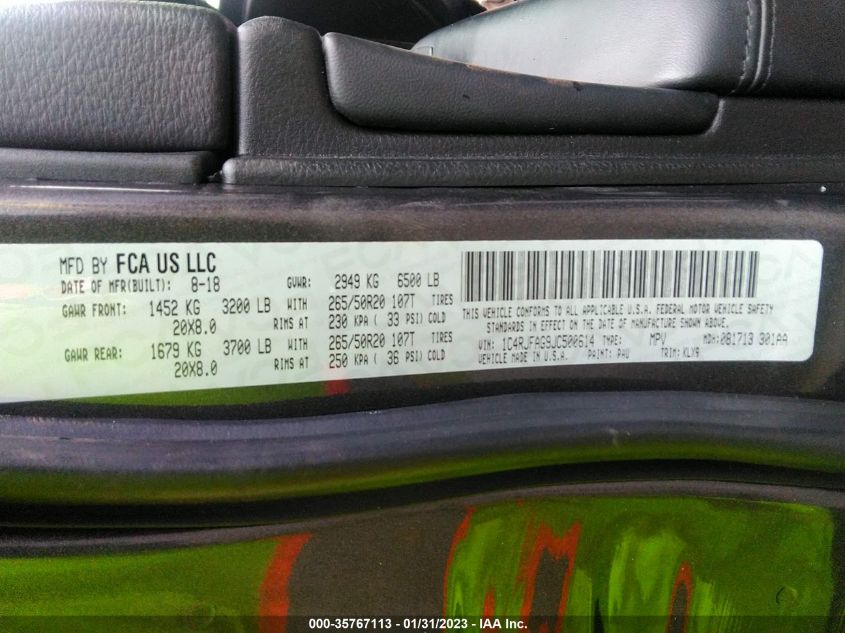 MFD BY FCA US LLC
DATE OF MFR(BUILT): 8-18 GVWR: 2949 KG 6500 LB
GAWR FRONT: 1452 KG 3200 LB WITH 265/50R20 107T TIRES
20X8.0 RIMS AT 230 KPA ( 33 PSI) COLD
GAWR REAR: 1679 KG 3700 LB WITH 265/50R20 107T TIRES
20X8.0 RIMS AT 250 KPA ( 36 PSI) COLD
THIS VEHICLE CONFORMS TO ALL APPLICABLE U.S.A. FEDERAL MOTOR VEHICLE SAFETY
STANDARDS IN EFFECT ON THE DATE OF MANUFACTURE SHOWN ABOVE.
VIN: 1C4RJFAG9JC500614 TYPE: MPV MDH: 081713 301AA
VEHICLE MADE IN U.S.A. PAINT: PAU TRIM: KLX9
000-35767113 - 01/31/2023 - IAA Inc.